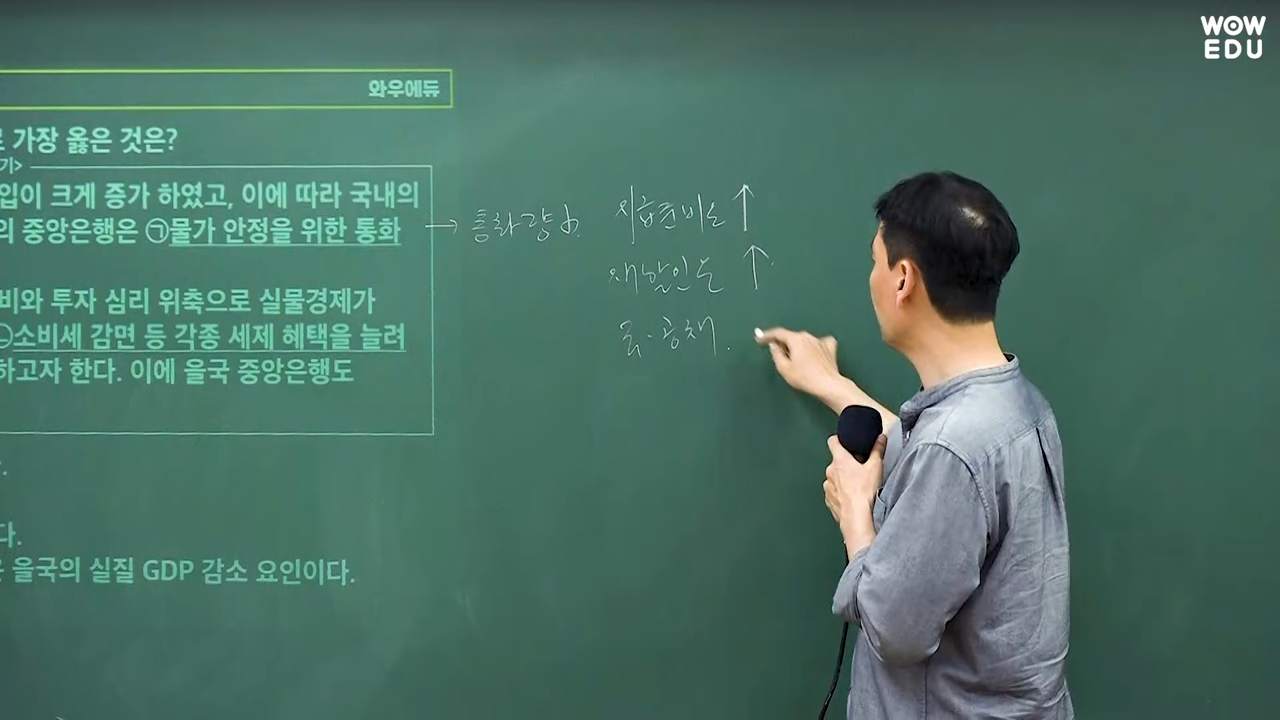 WOW
EDU
와우에듀
로 가장 옳은 것은?
기>
입이 크게 증가 하였고, 이에 따라 국내의
의 중앙은행은 ㉠물가 안정을 위한 통화
비와 투자 심리 위축으로 실물경제가
㉡소비세 감면 등 각종 세제 혜택을 늘려
하고자 한다. 이에 을국 중앙은행도
다.
을국의 실질 GDP 감소 요인이다.
→ 통화량↓. 지급준비율 ↑
재할인율 ↑
국·공채.